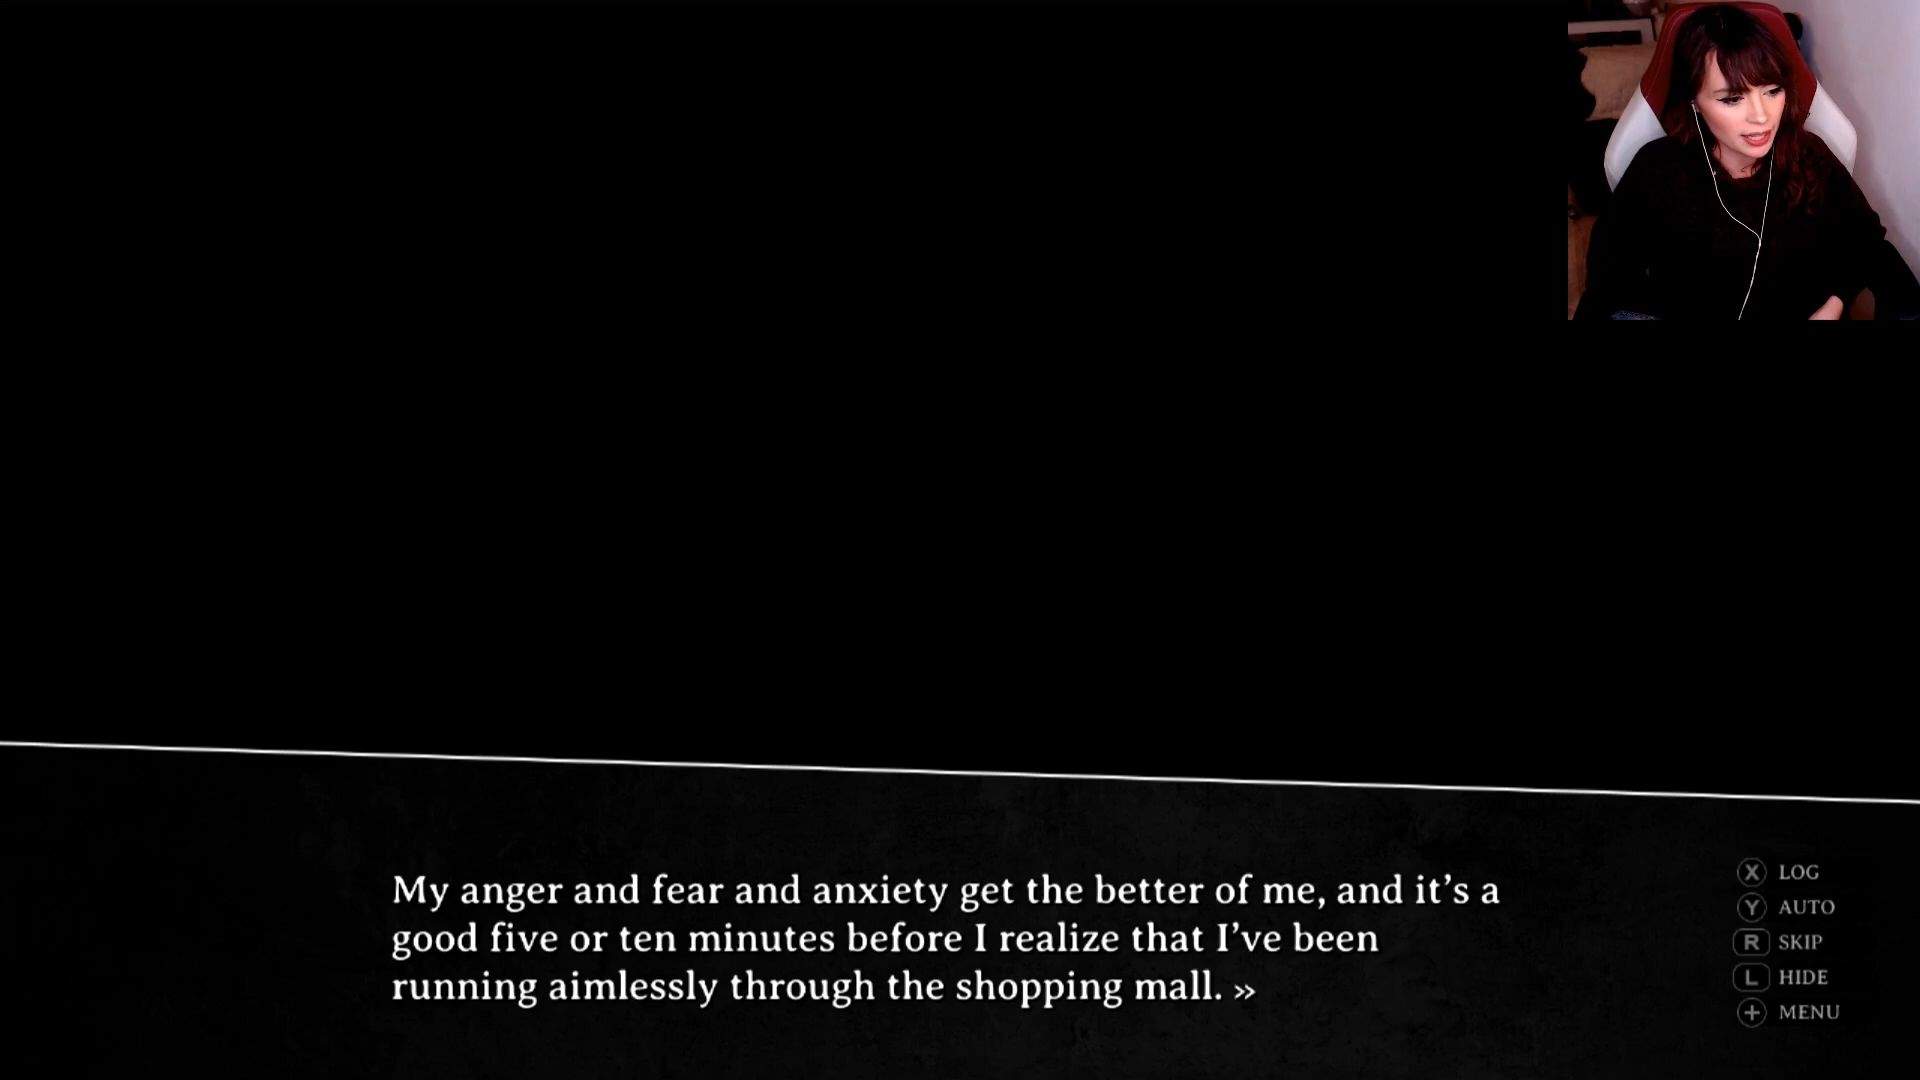 My anger and fear and anxiety get the better of me, and it's a
good five or ten minutes before I realize that I've been
running aimlessly through the shopping mall. »
X LOG
Y AUTO
R SKIP
L HIDE
+ MENU